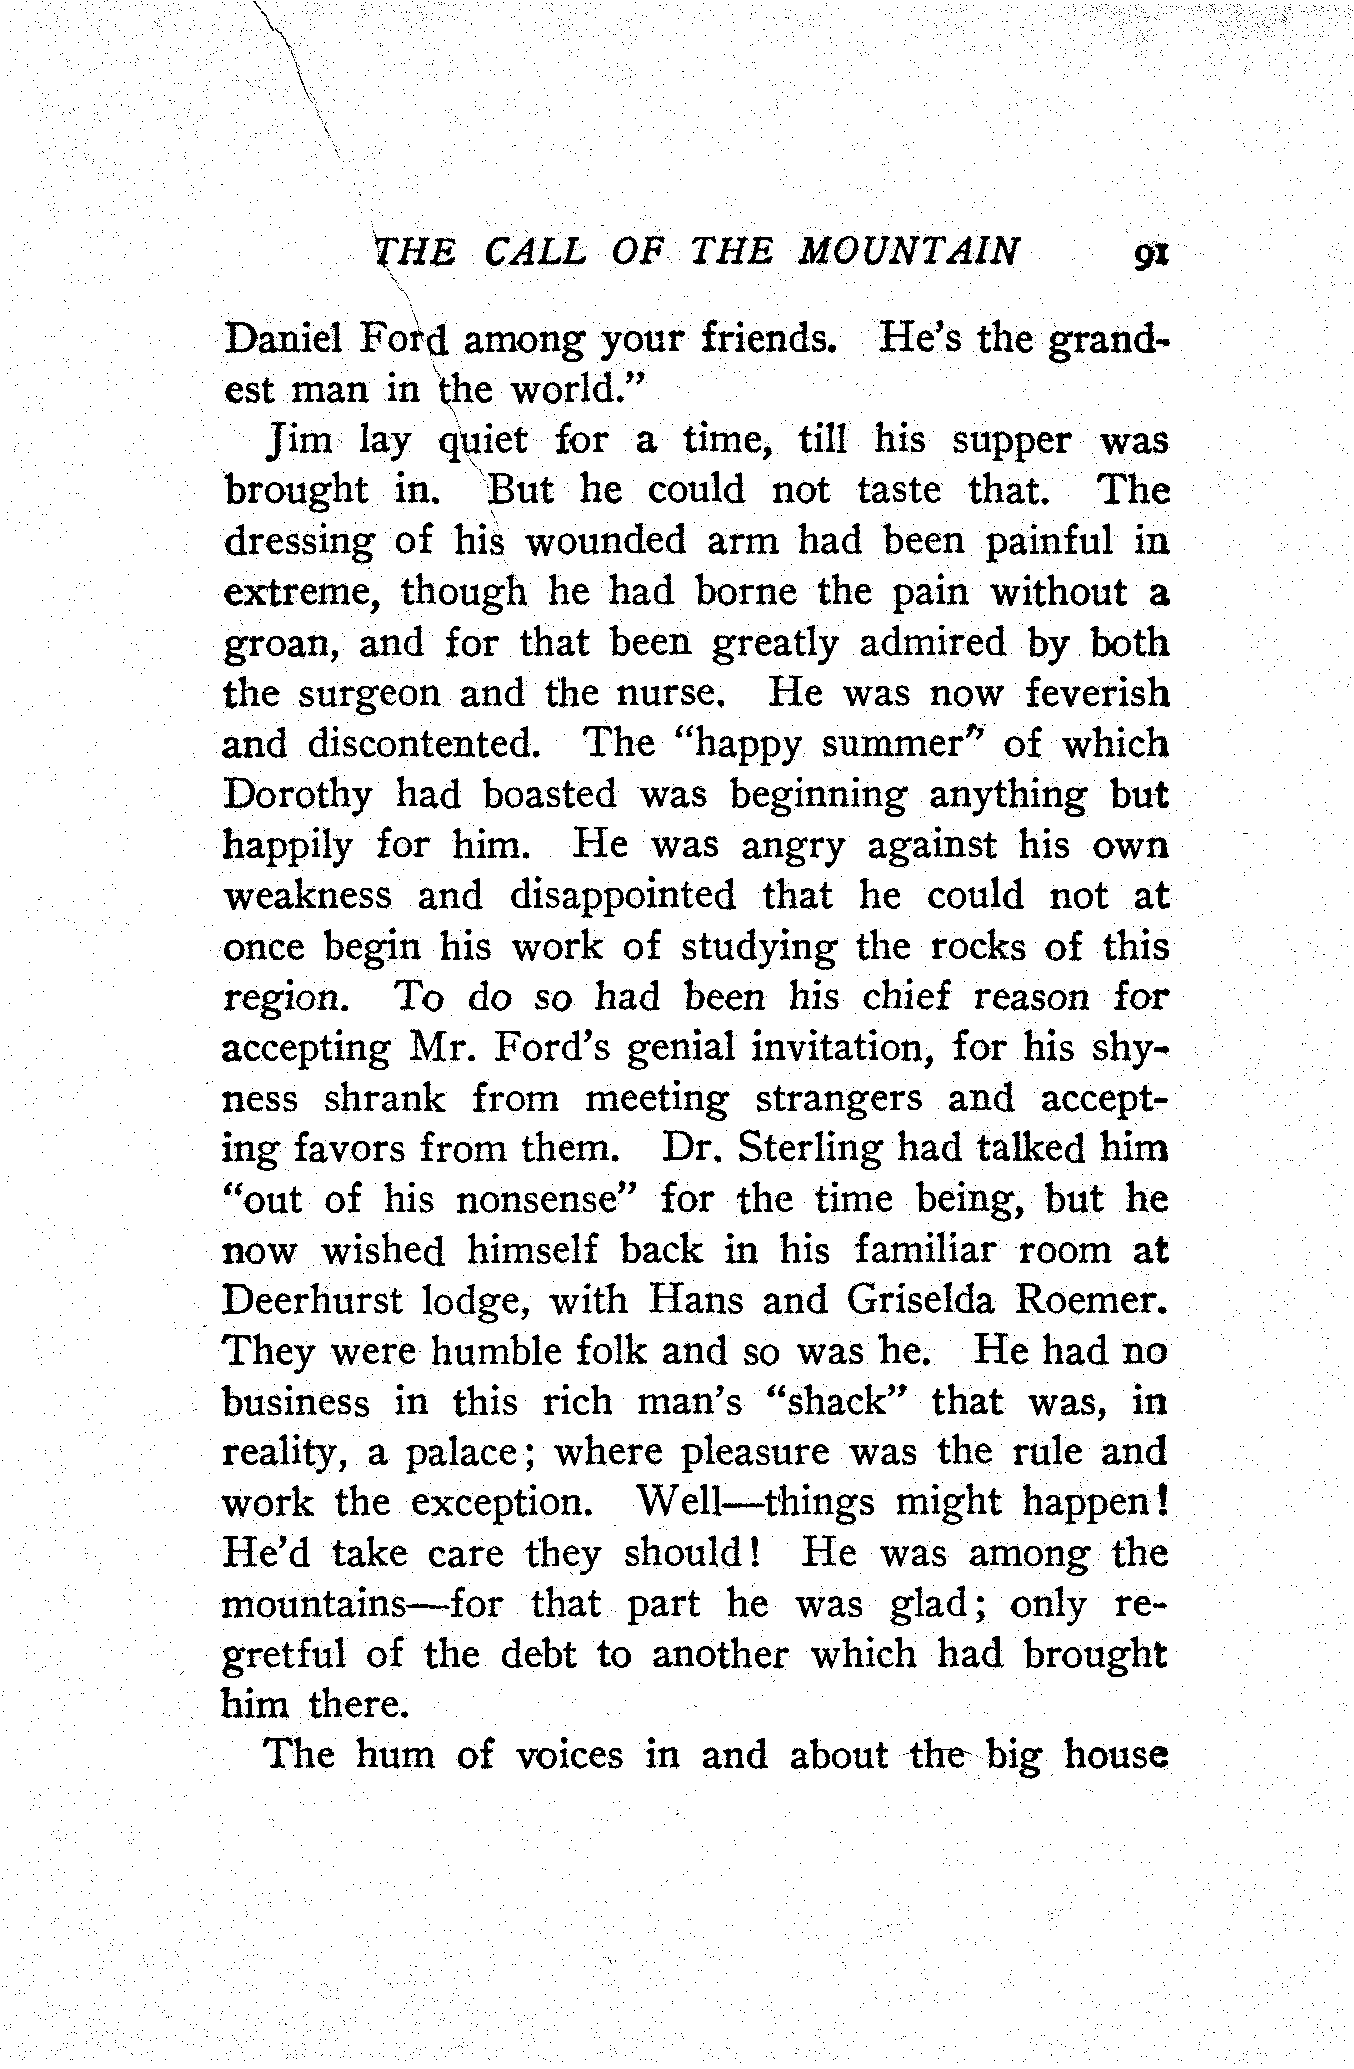 THE CALL OF THE MOUNTAIN 91
Daniel Ford among your friends. He's the grand-
est man in the world."
Jim lay quiet for a time, till his supper was
brought in. But he could not taste that. The
dressing of his wounded arm had been painful in
extreme, though he had borne the pain without a
groan, and for that been greatly admired by both
the surgeon and the nurse. He was now feverish
and discontented. The "happy summer" of which
Dorothy had boasted was beginning anything but
happily for him. He was angry against his own
weakness and disappointed that he could not at
once begin his work of studying the rocks of this
region. To do so had been his chief reason for
accepting Mr. Ford's genial invitation, for his shy-
ness shrank from meeting strangers and accept-
ing favors from them. Dr. Sterling had talked him
"out of his nonsense" for the time being, but he
now wished himself back in his familiar room at
Deerhurst lodge, with Hans and Griselda Roemer.
They were humble folk and so was he. He had no
business in this rich man's "shack" that was, in
reality, a palace; where pleasure was the rule and
work the exception. Well—things might happen!
He'd take care they should! He was among the
mountains—for that part he was glad; only re-
gretful of the debt to another which had brought
him there.
The hum of voices in and about the big house